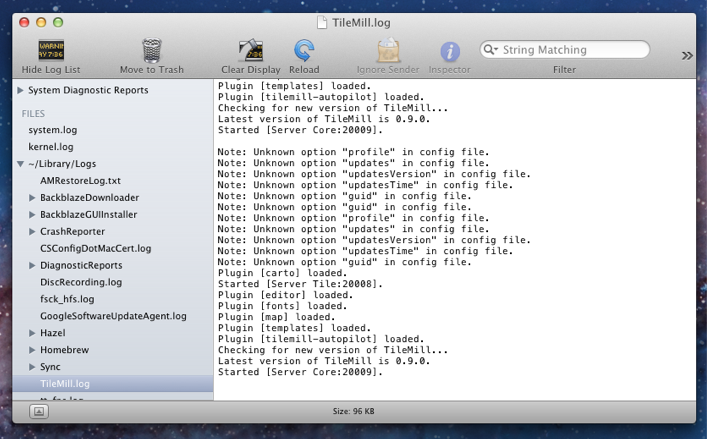 TileMill.log
WARNI
W 7:36
Hide Log List
Move to Trash
Clear Display
Reload
Ignore Sender
Inspector
String Matching
Filter
System Diagnostic Reports
FILES
system.log
kernel.log
~/Library/Logs
AMRestoreLog.txt
BackblazeDownloader
BackblazeGUIInstaller
CrashReporter
CSConfigDotMacCert.log
DiagnosticReports
DiscRecording.log
fsck_hfs.log
GoogleSoftwareUpdateAgent.log
Hazel
Homebrew
Sync
TileMill.log
Plugin [templates] loaded.
Plugin [tilemill-autopilot] loaded.
Checking for new version of TileMill...
Latest version of TileMill is 0.9.0.
Started [Server Core:20009].
Note: Unknown option "profile" in config file.
Note: Unknown option "updates" in config file.
Note: Unknown option "updatesVersion" in config file.
Note: Unknown option "updatesTime" in config file.
Note: Unknown option "guid" in config file.
Note: Unknown option "guid" in config file.
Note: Unknown option "profile" in config file.
Note: Unknown option "updates" in config file.
Note: Unknown option "updatesVersion" in config file.
Note: Unknown option "updatesTime" in config file.
Note: Unknown option "guid" in config file.
Plugin [carto] loaded.
Started [Server Tile:20008].
Plugin [editor] loaded.
Plugin [fonts] loaded.
Plugin [map] loaded.
Plugin [templates] loaded.
Plugin [tilemill-autopilot] loaded.
Checking for new version of TileMill...
Latest version of TileMill is 0.9.0.
Started [Server Core:20009].
Size: 96 KB